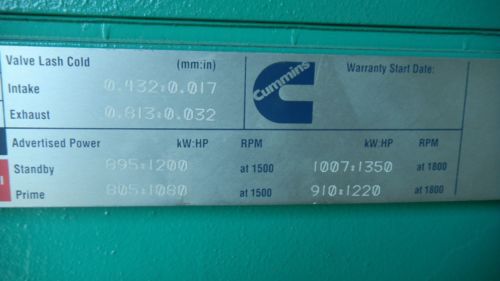 Valve Lash Cold (mm:in) Warranty Start Date:
Cummins
Intake 0.432:0.017
Exhaust 0.813:0.032
Advertised Power kW:HP RPM kW:HP RPM
Standby 895:1200 at 1500 1007:1350 at 1800
Prime 805:1080 at 1500 910:1220 at 1800